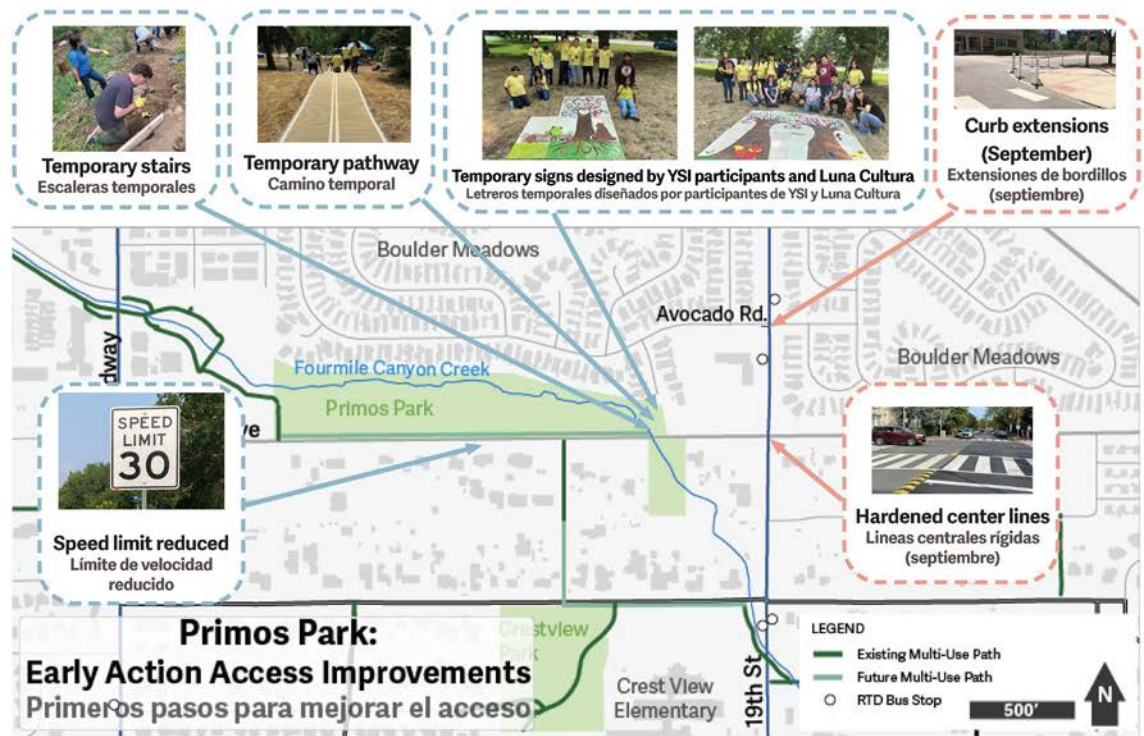 Temporary stairs
Escaleras temporales
Temporary pathway
Camino temporal
Temporary signs designed by YSI participants and Luna Cultura
Letreros temporales diseñados por participantes de YSI y Luna Cultura
Curb extensions
(September)
Extensiones de bordillos
(septiembre)
Boulder Meadows
Avocado Rd.
Boulder Meadows
dway
Fourmile Canyon Creek
Primos Park
ve
SPEED
LIMIT
30
Speed limit reduced
Límite de velocidad
reducido
Hardened center lines
Lineas centrales rígidas
(septiembre)
Primos Park:
Early Action Access Improvements
Primeros pasos para mejorar el acceso
Crestview
Park
Crest View
Elementary
19th St.
LEGEND
Existing Multi-Use Path
Future Multi-Use Path
RTD Bus Stop
500'
N